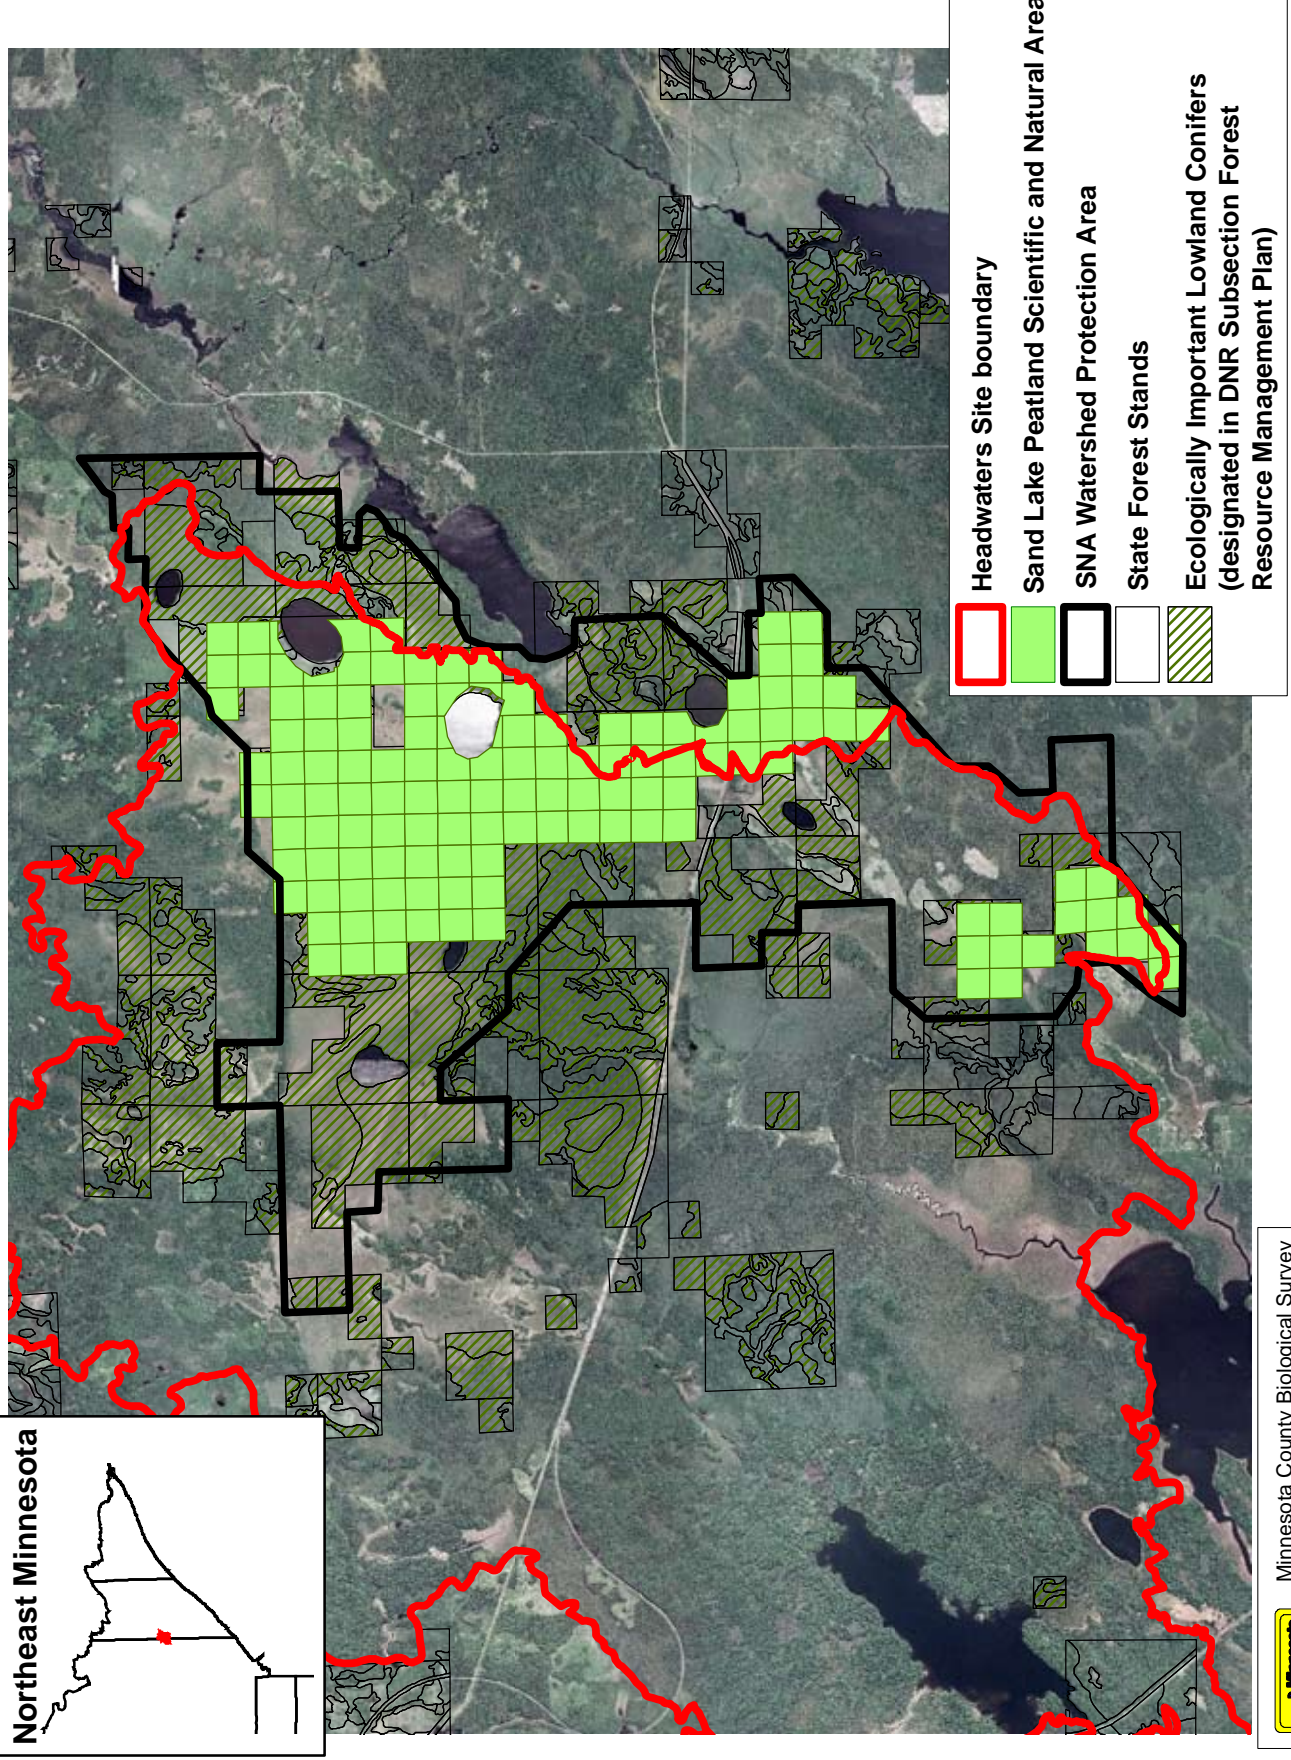 Northeast Minnesota
Headwaters Site boundary
Sand Lake Peatland Scientific and Natural Area
SNA Watershed Protection Area
State Forest Stands
Ecologically Important Lowland Conifers
(designated in DNR Subsection Forest
Resource Management Plan)
Minnesota County Biological Survey